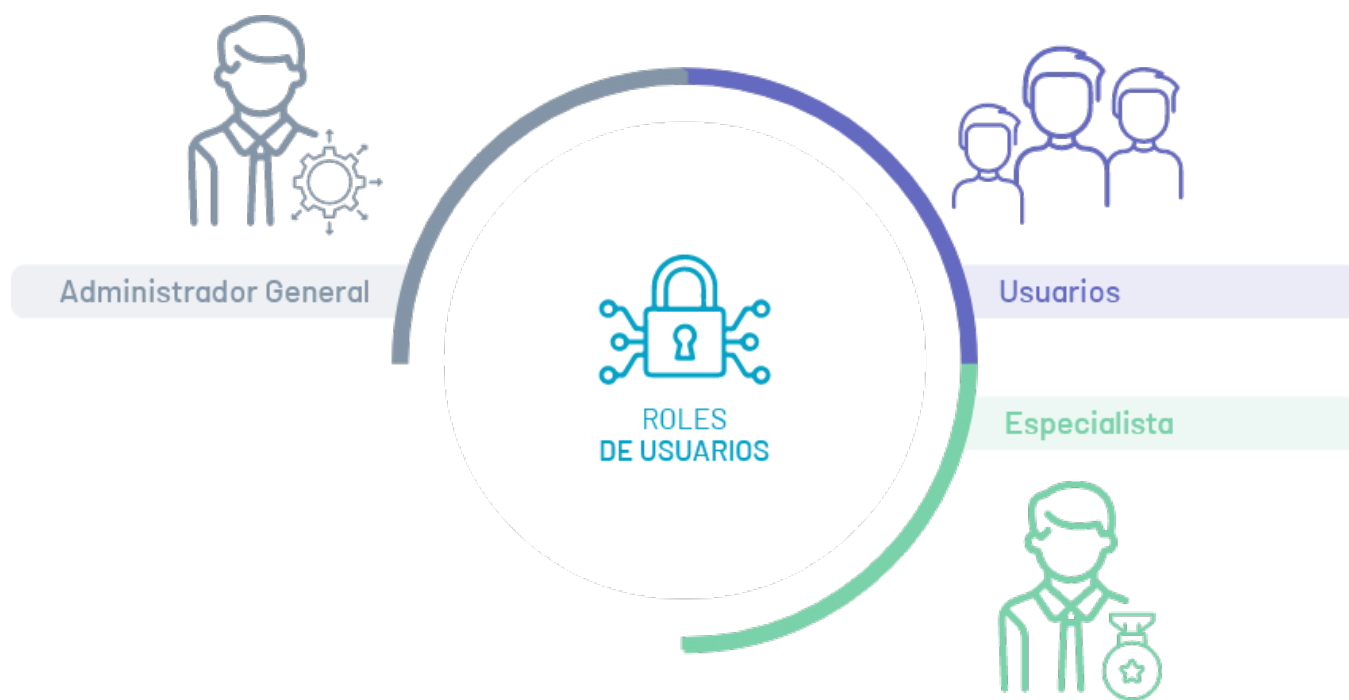 Administrador General
Usuarios
ROLES
DE USUARIOS
Especialista